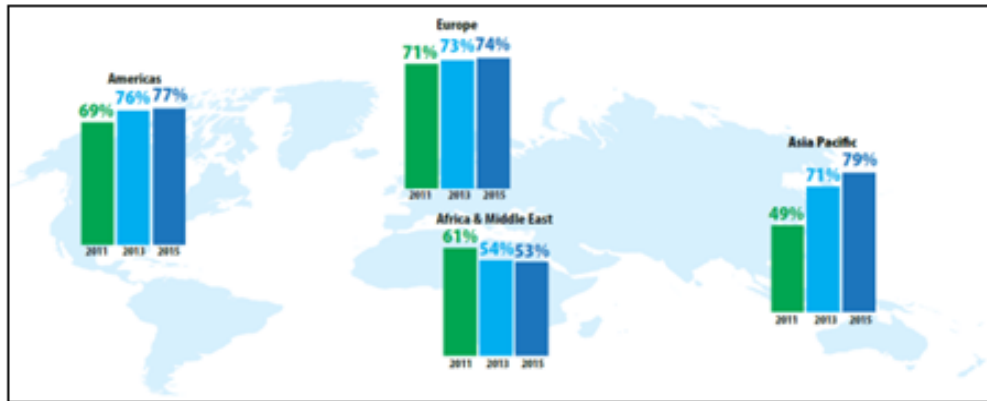 Americas
69% 76% 77%
2011 2013 2015
Europe
71% 73% 74%
2011 2013 2015
Africa & Middle East
61% 54% 53%
2011 2013 2015
Asia Pacific
49% 71% 79%
2011 2013 2015